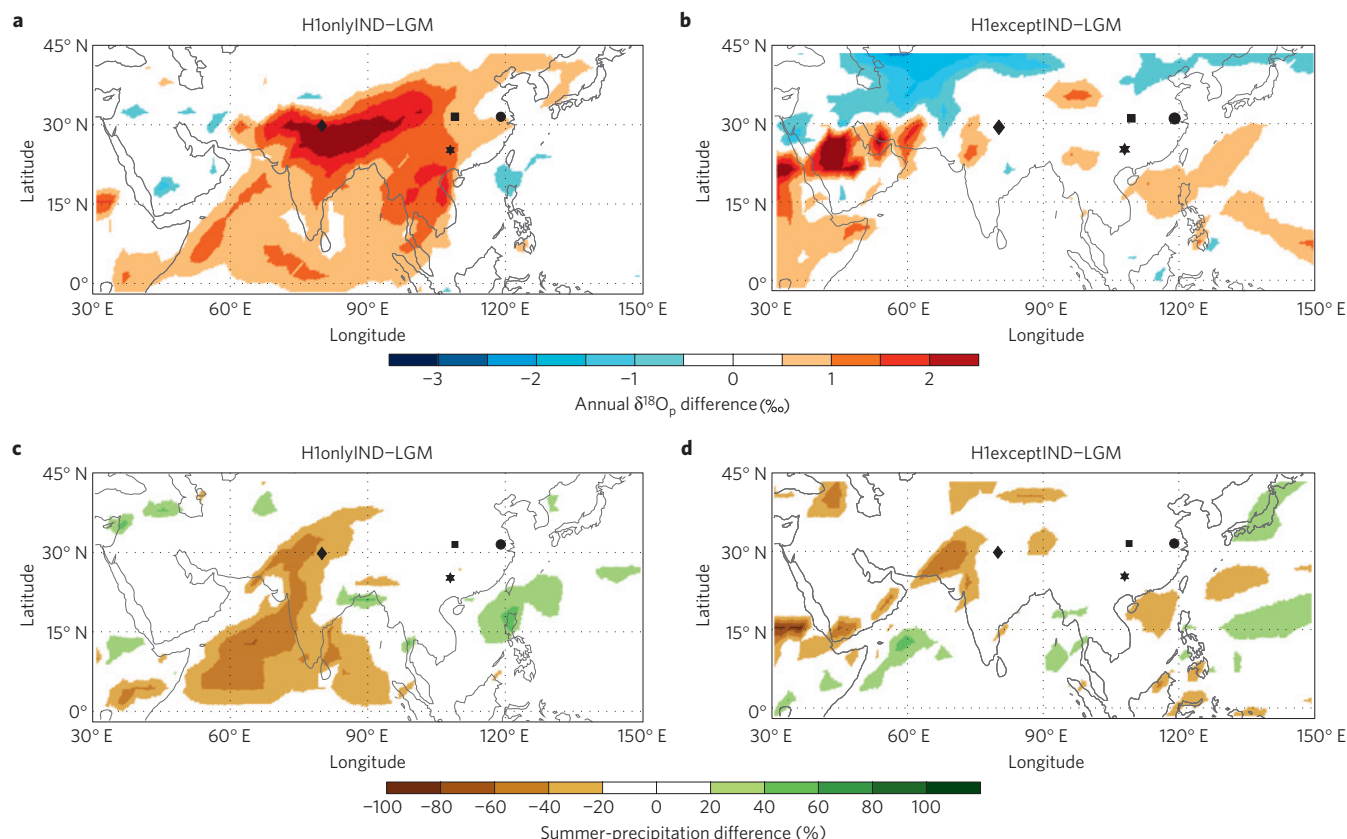 a
H1onlyIND−LGM
45° N
30° N
15° N
0°
Latitude
30° E
60° E
90° E
120° E
150° E
Longitude
b
H1exceptIND−LGM
45° N
30° N
15° N
0°
Latitude
30° E
60° E
90° E
120° E
150° E
Longitude
−3
−2
−1
0
1
2
Annual δ¹⁸Oₚ difference (‰)
c
H1onlyIND−LGM
45° N
30° N
15° N
0°
Latitude
30° E
60° E
90° E
120° E
150° E
Longitude
d
H1exceptIND−LGM
45° N
30° N
15° N
0°
Latitude
30° E
60° E
90° E
120° E
150° E
Longitude
−100
−80
−60
−40
−20
0
20
40
60
80
100
Summer-precipitation difference (%)